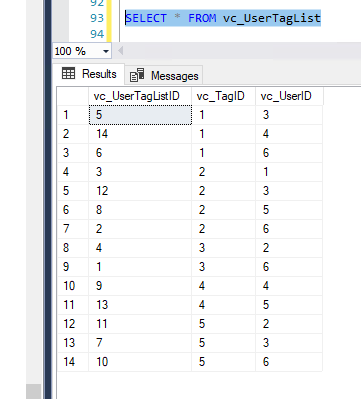 92
93 SELECT * FROM vc_UserTagList
94
100 %
Results Messages
vc_UserTagListID vc_TagID vc_UserID
1 5 1 3
2 14 1 4
3 6 1 6
4 3 2 1
5 12 2 3
6 8 2 5
7 2 2 6
8 4 3 2
9 1 3 6
10 9 4 4
11 13 4 5
12 11 5 2
13 7 5 3
14 10 5 6